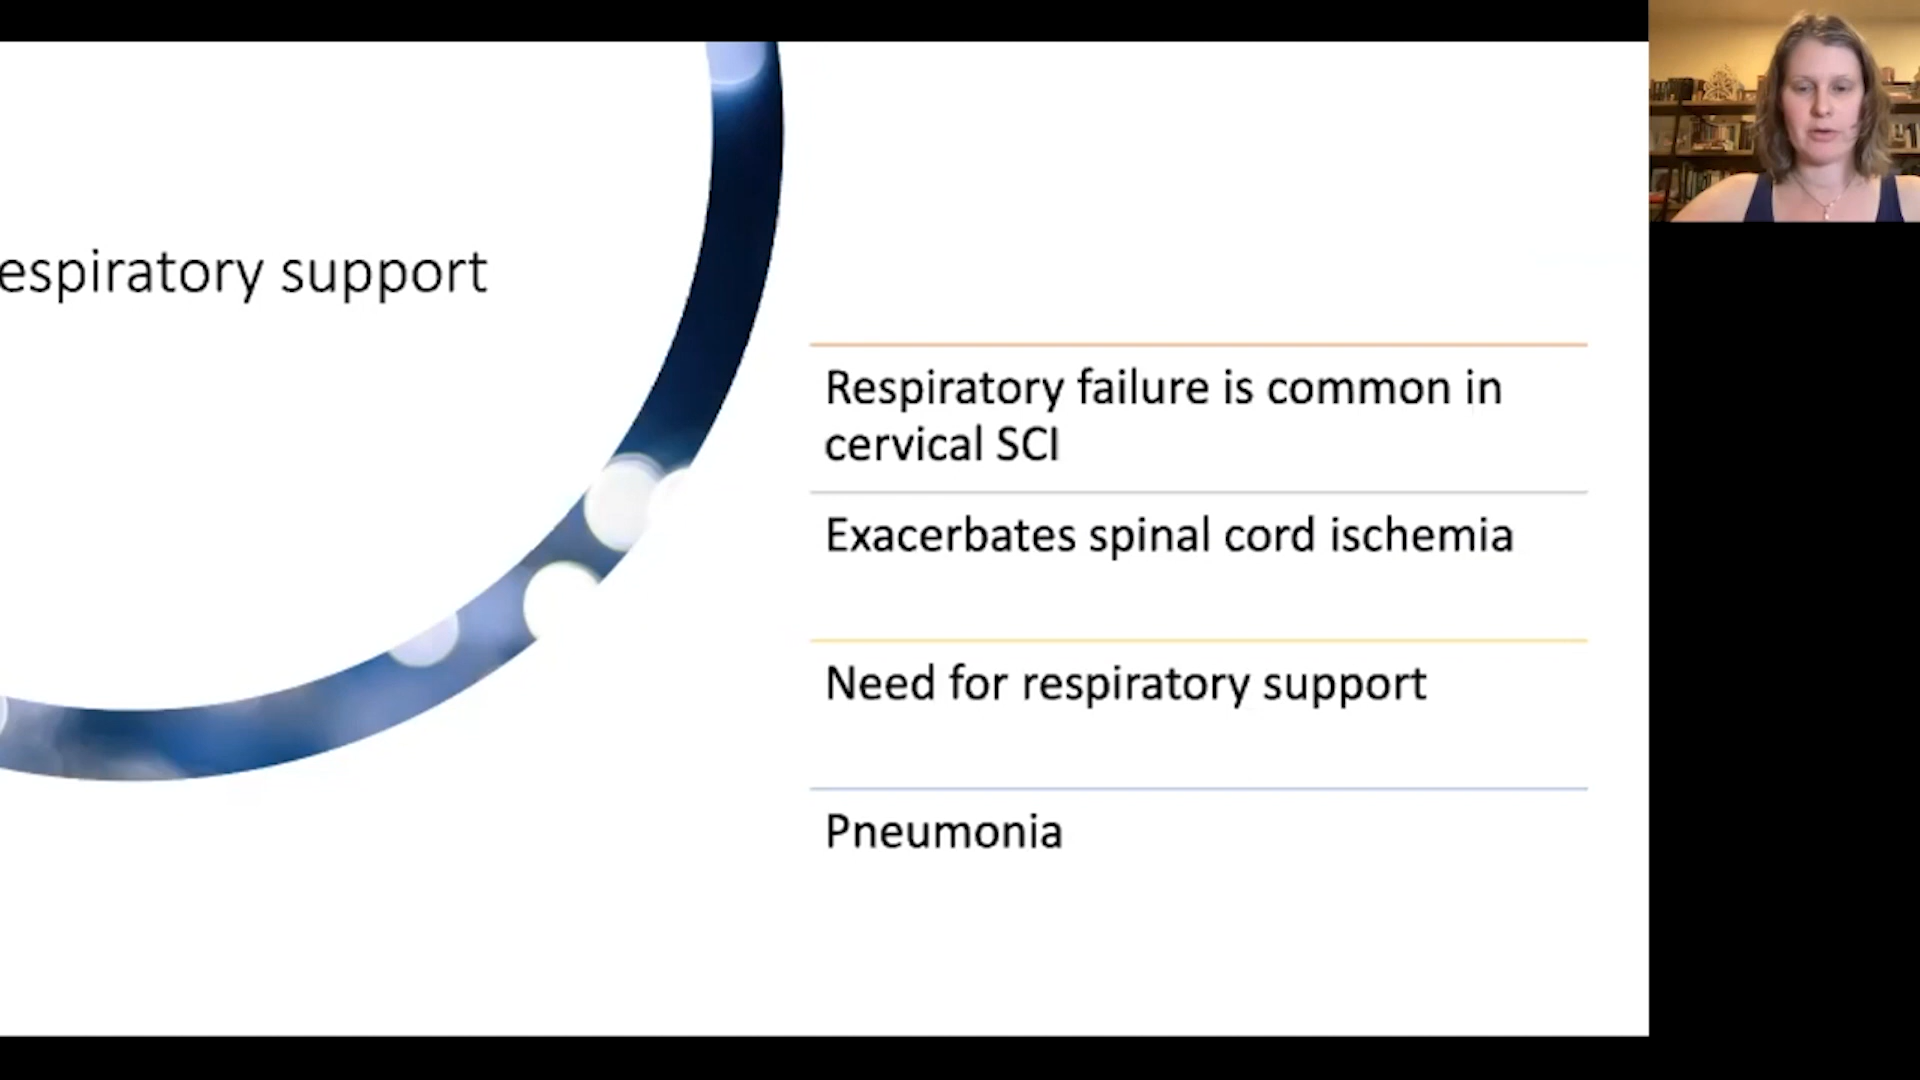 espiratory support
Respiratory failure is common in
cervical SCI
Exacerbates spinal cord ischemia
Need for respiratory support
Pneumonia